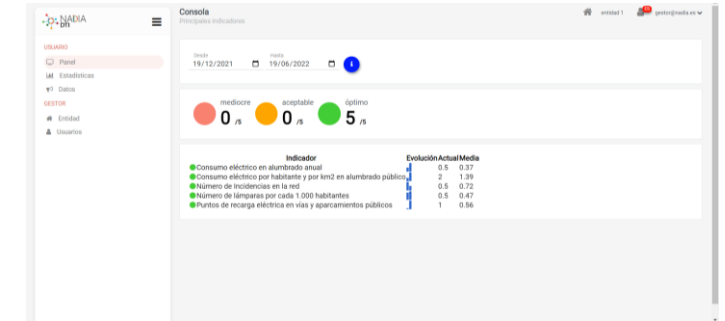 NADIA
Consola
Principales Indicadores
entidad 1
gestor@nadia.es
USUARIO
Panel
Estadísticas
Datos
GESTOR
Entidad
Usuarios
Desde
Hasta
19/12/2021
19/06/2022
mediocre
0 /5
aceptable
0 /5
óptimo
5 /5
Indicador Evolución Actual Media
Consumo eléctrico en alumbrado anual 0.5 0.37
Consumo eléctrico por habitante y por km2 en alumbrado público 2 1.39
Número de Incidencias en la red 0.5 0.72
Número de lámparas por cada 1.000 habitantes 0.5 0.47
Puntos de recarga eléctrica en vías y aparcamientos públicos 1 0.56